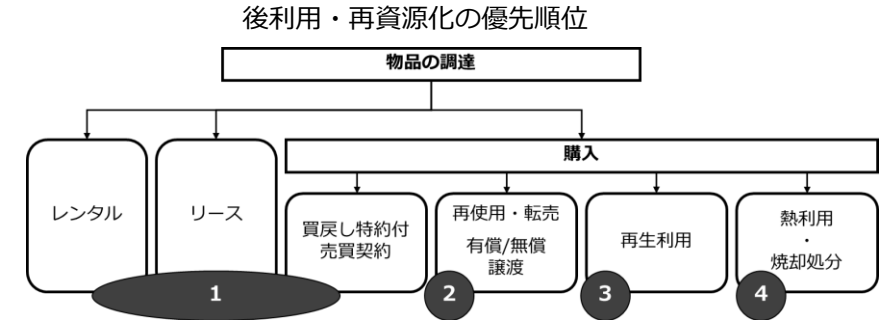 後利用・再資源化の優先順位
物品の調達
購入
レンタル
リース
買戻し特約付
売買契約
再使用・転売
有償/無償
譲渡
再生利用
熱利用
・
焼却処分
1
2
3
4